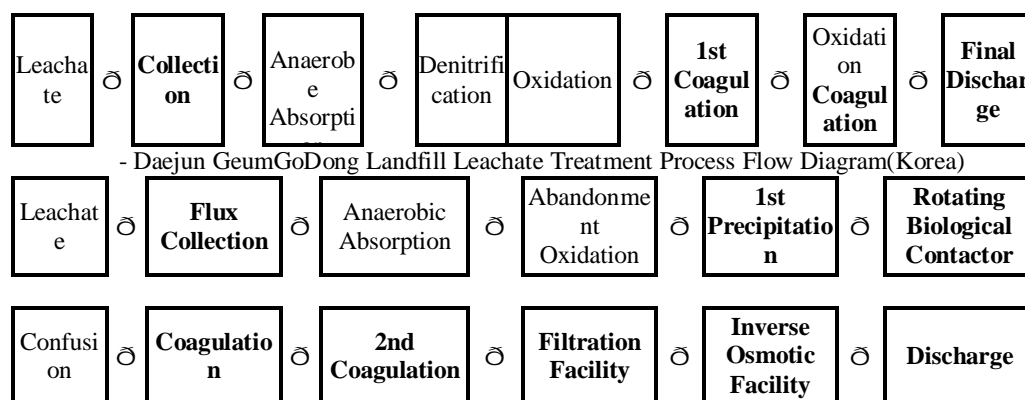 Leacha
te
ð
Collecti
on
ð
Anaerob
e
Absorpti
ð
Denitrifi
cation
Oxidation
ð
1st
Coagul
ation
ð
Oxidati
on
Coagul
ation
ð
Final
Dischar
ge
- Daejun GeumGoDong Landfill Leachate Treatment Process Flow Diagram(Korea)
Leachat
e
ð
Flux
Collection
ð
Anaerobic
Absorption
ð
Abandonme
nt
Oxidation
ð
1st
Precipitatio
n
ð
Rotating
Biological
Contactor
Confusi
on
ð
Coagulatio
n
ð
2nd
Coagulation
ð
Filtration
Facility
ð
Inverse
Osmotic
Facility
ð
Discharge